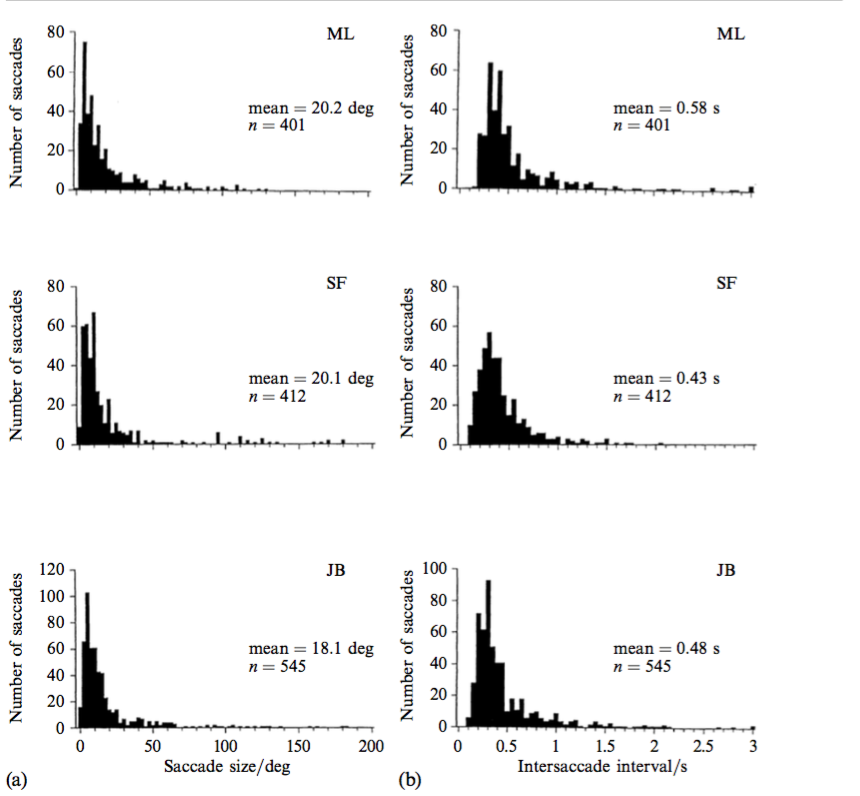 Number of saccades
80
60
40
20
0
ML
mean = 20.2 deg
n = 401
Number of saccades
80
60
40
20
0
ML
mean = 0.58 s
n = 401
Number of saccades
80
60
40
20
0
SF
mean = 20.1 deg
n = 412
Number of saccades
80
60
40
20
0
SF
mean = 0.43 s
n = 412
Number of saccades
120
100
80
60
40
20
0
JB
mean = 18.1 deg
n = 545
0 50 100 150 200
Saccade size/deg
(a)
Number of saccades
100
80
60
40
20
0
JB
mean = 0.48 s
n = 545
0 0.5 1 1.5 2 2.5 3
Intersaccade interval/s
(b)